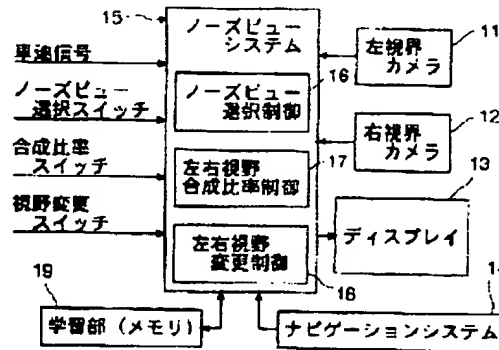 15
ノーズビュー
システム
車速信号
ノーズビュー
選択スイッチ
合成比率
スイッチ
視野変更
スイッチ
16
ノーズビュー
選択制御
17
左右視野
合成比率制御
左右視野
変更制御
16
11
左視界
カメラ
12
右視界
カメラ
13
ディスプレイ
14
ナビゲーションシステム
19
学習部(メモリ)